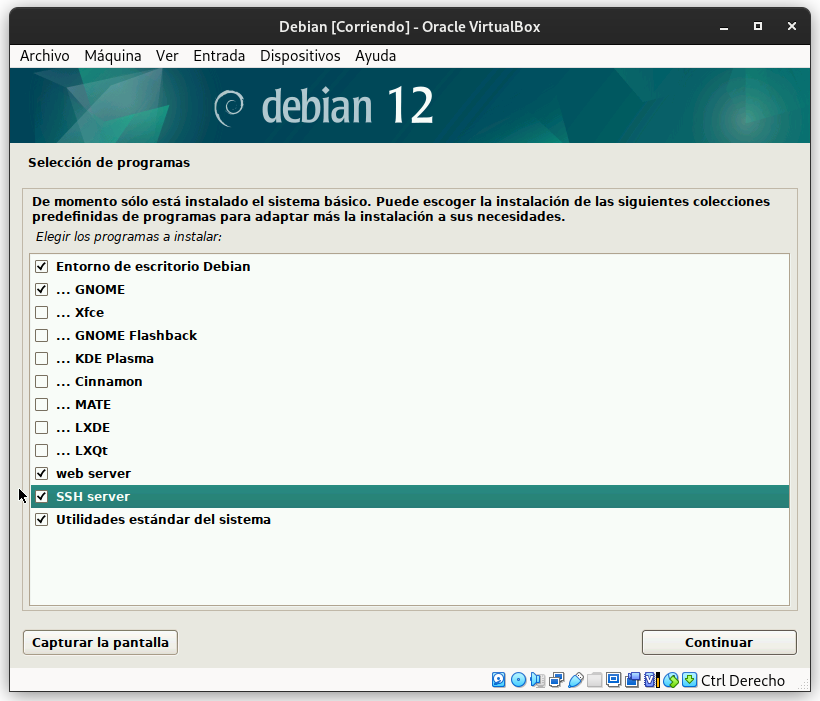 Debian [Corriendo] - Oracle VirtualBox
Archivo Máquina Ver Entrada Dispositivos Ayuda
debian 12
Selección de programas
De momento sólo está instalado el sistema básico. Puede escoger la instalación de las siguientes colecciones
predefinidas de programas para adaptar más la instalación a sus necesidades.
Elegir los programas a instalar:
Entorno de escritorio Debian
... GNOME
... Xfce
... GNOME Flashback
... KDE Plasma
... Cinnamon
... MATE
... LXDE
... LXQt
web server
SSH server
Utilidades estándar del sistema
Capturar la pantalla Continuar
Ctrl Derecho